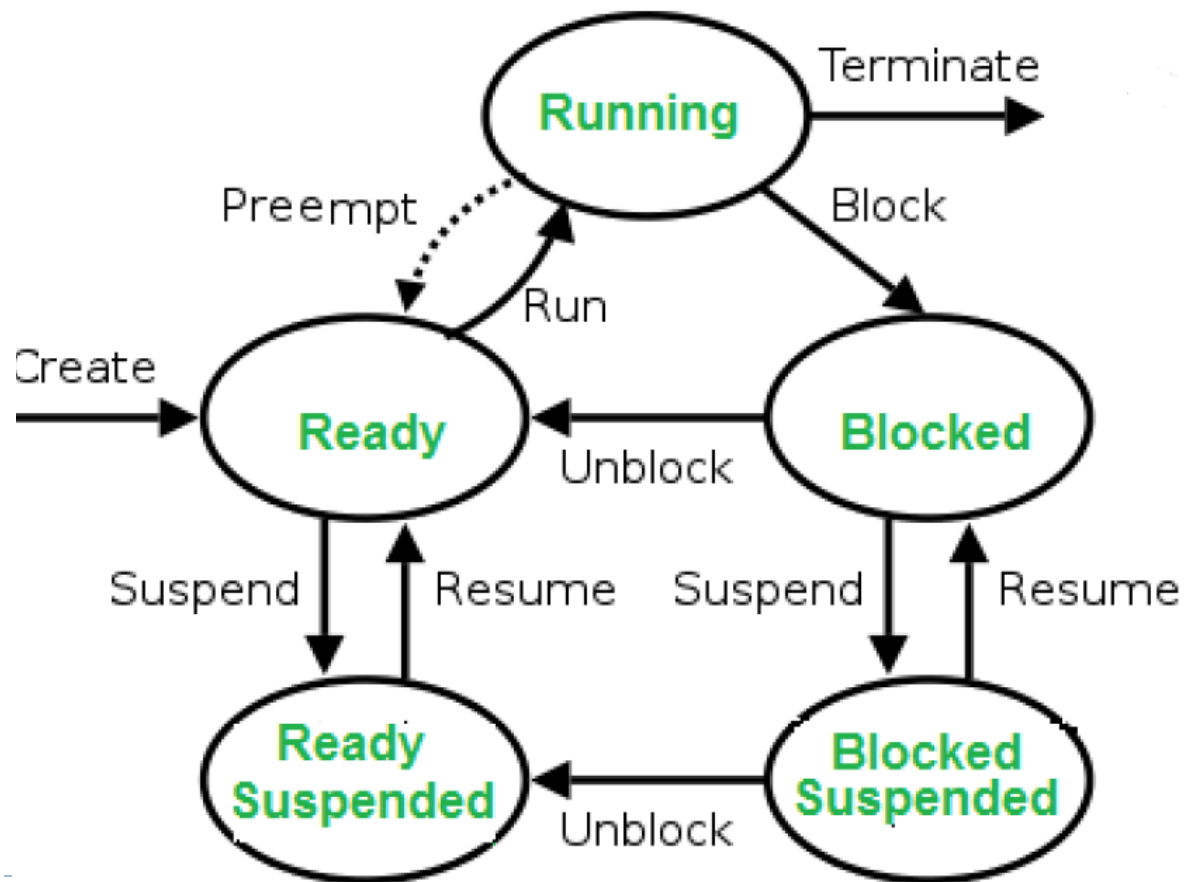 Terminate
Running
Preempt
Block
Run
Create
Ready
Blocked
Unblock
Suspend
Resume
Suspend
Resume
Ready
Suspended
Blocked
Suspended
Unblock